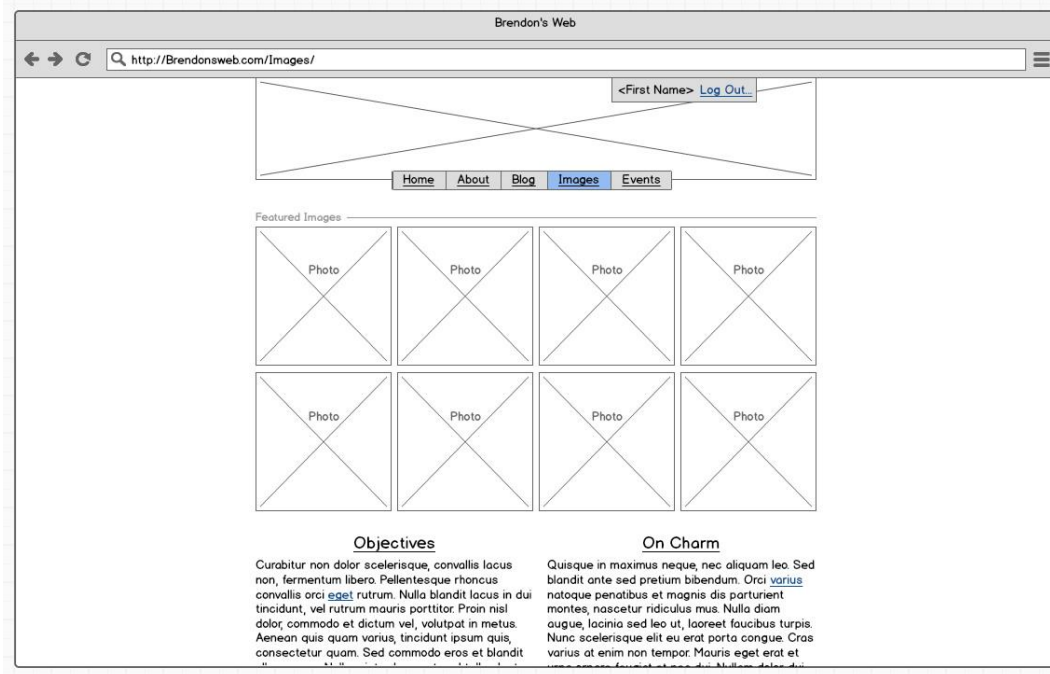 Brendon's Web
http://Brendonsweb.com/Images/
<First Name> Log Out...
Home About Blog Images Events
Featured Images
Photo Photo Photo Photo
Photo Photo Photo Photo
Objectives
Curabitur non dolor scelerisque, convallis lacus
non, fermentum libero. Pellentesque rhoncus
convallis orci eget rutrum. Nulla blandit lacus in dui
tincidunt, vel rutrum mauris porttitor. Proin nisl
dolor, commodo et dictum vel, volutpat in metus.
Aenean quis quam varius, tincidunt ipsum quis,
consectetur quam. Sed commodo eros et blandit
On Charm
Quisque in maximus neque, nec aliquam leo. Sed
blandit ante sed pretium bibendum. Orci varius
natoque penatibus et magnis dis parturient
montes, nascetur ridiculus mus. Nulla diam
augue, lacinia sed leo ut, laoreet faucibus turpis.
Nunc scelerisque elit eu erat porta congue. Cras
varius at enim non tempor. Mauris eget erat et